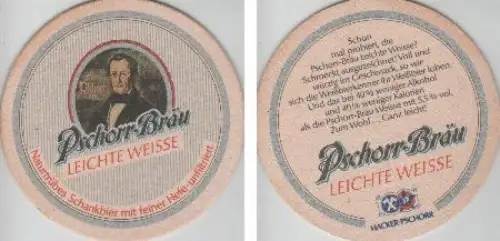 Pschorr-Bräu
LEICHTE WEISSE
Naturtrübes Schankbier mit feiner Hefe - unfiltriert
Schon
mal probiert, die
Pschorr-Bräu Leichte Weisse?
Schmeckt ausgezeichnet! Voll und
würzig im Geschmack, so wie
sich die Weißbierkenner ihr Weißbier loben.
Und das bei 40% weniger Alkohol
und 40% weniger Kalorien
als die Pschorr-Bräu Weisse mit 5,5% vol.
Zum Wohl ... Ganz leicht!
Pschorr-Bräu
LEICHTE WEISSE
HACKER-PSCHORR